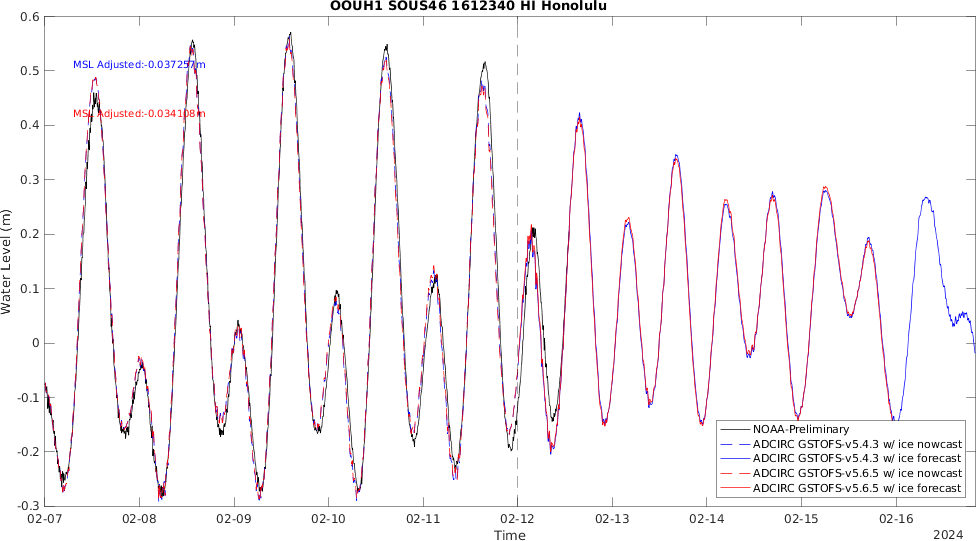 OOUH1 SOUS46 1612340 HI Honolulu
0.6
0.5
0.4
0.3
0.2
0.1
0
-0.1
-0.2
-0.3
Water Level (m)
MSL Adjusted:-0.037257m
MSL Adjusted:-0.034108m
NOAA-Preliminary
ADCIRC GSTOFS-v5.4.3 w/ ice nowcast
ADCIRC GSTOFS-v5.4.3 w/ ice forecast
ADCIRC GSTOFS-v5.6.5 w/ ice nowcast
ADCIRC GSTOFS-v5.6.5 w/ ice forecast
02-07 02-08 02-09 02-10 02-11 02-12 02-13 02-14 02-15 02-16
Time
2024